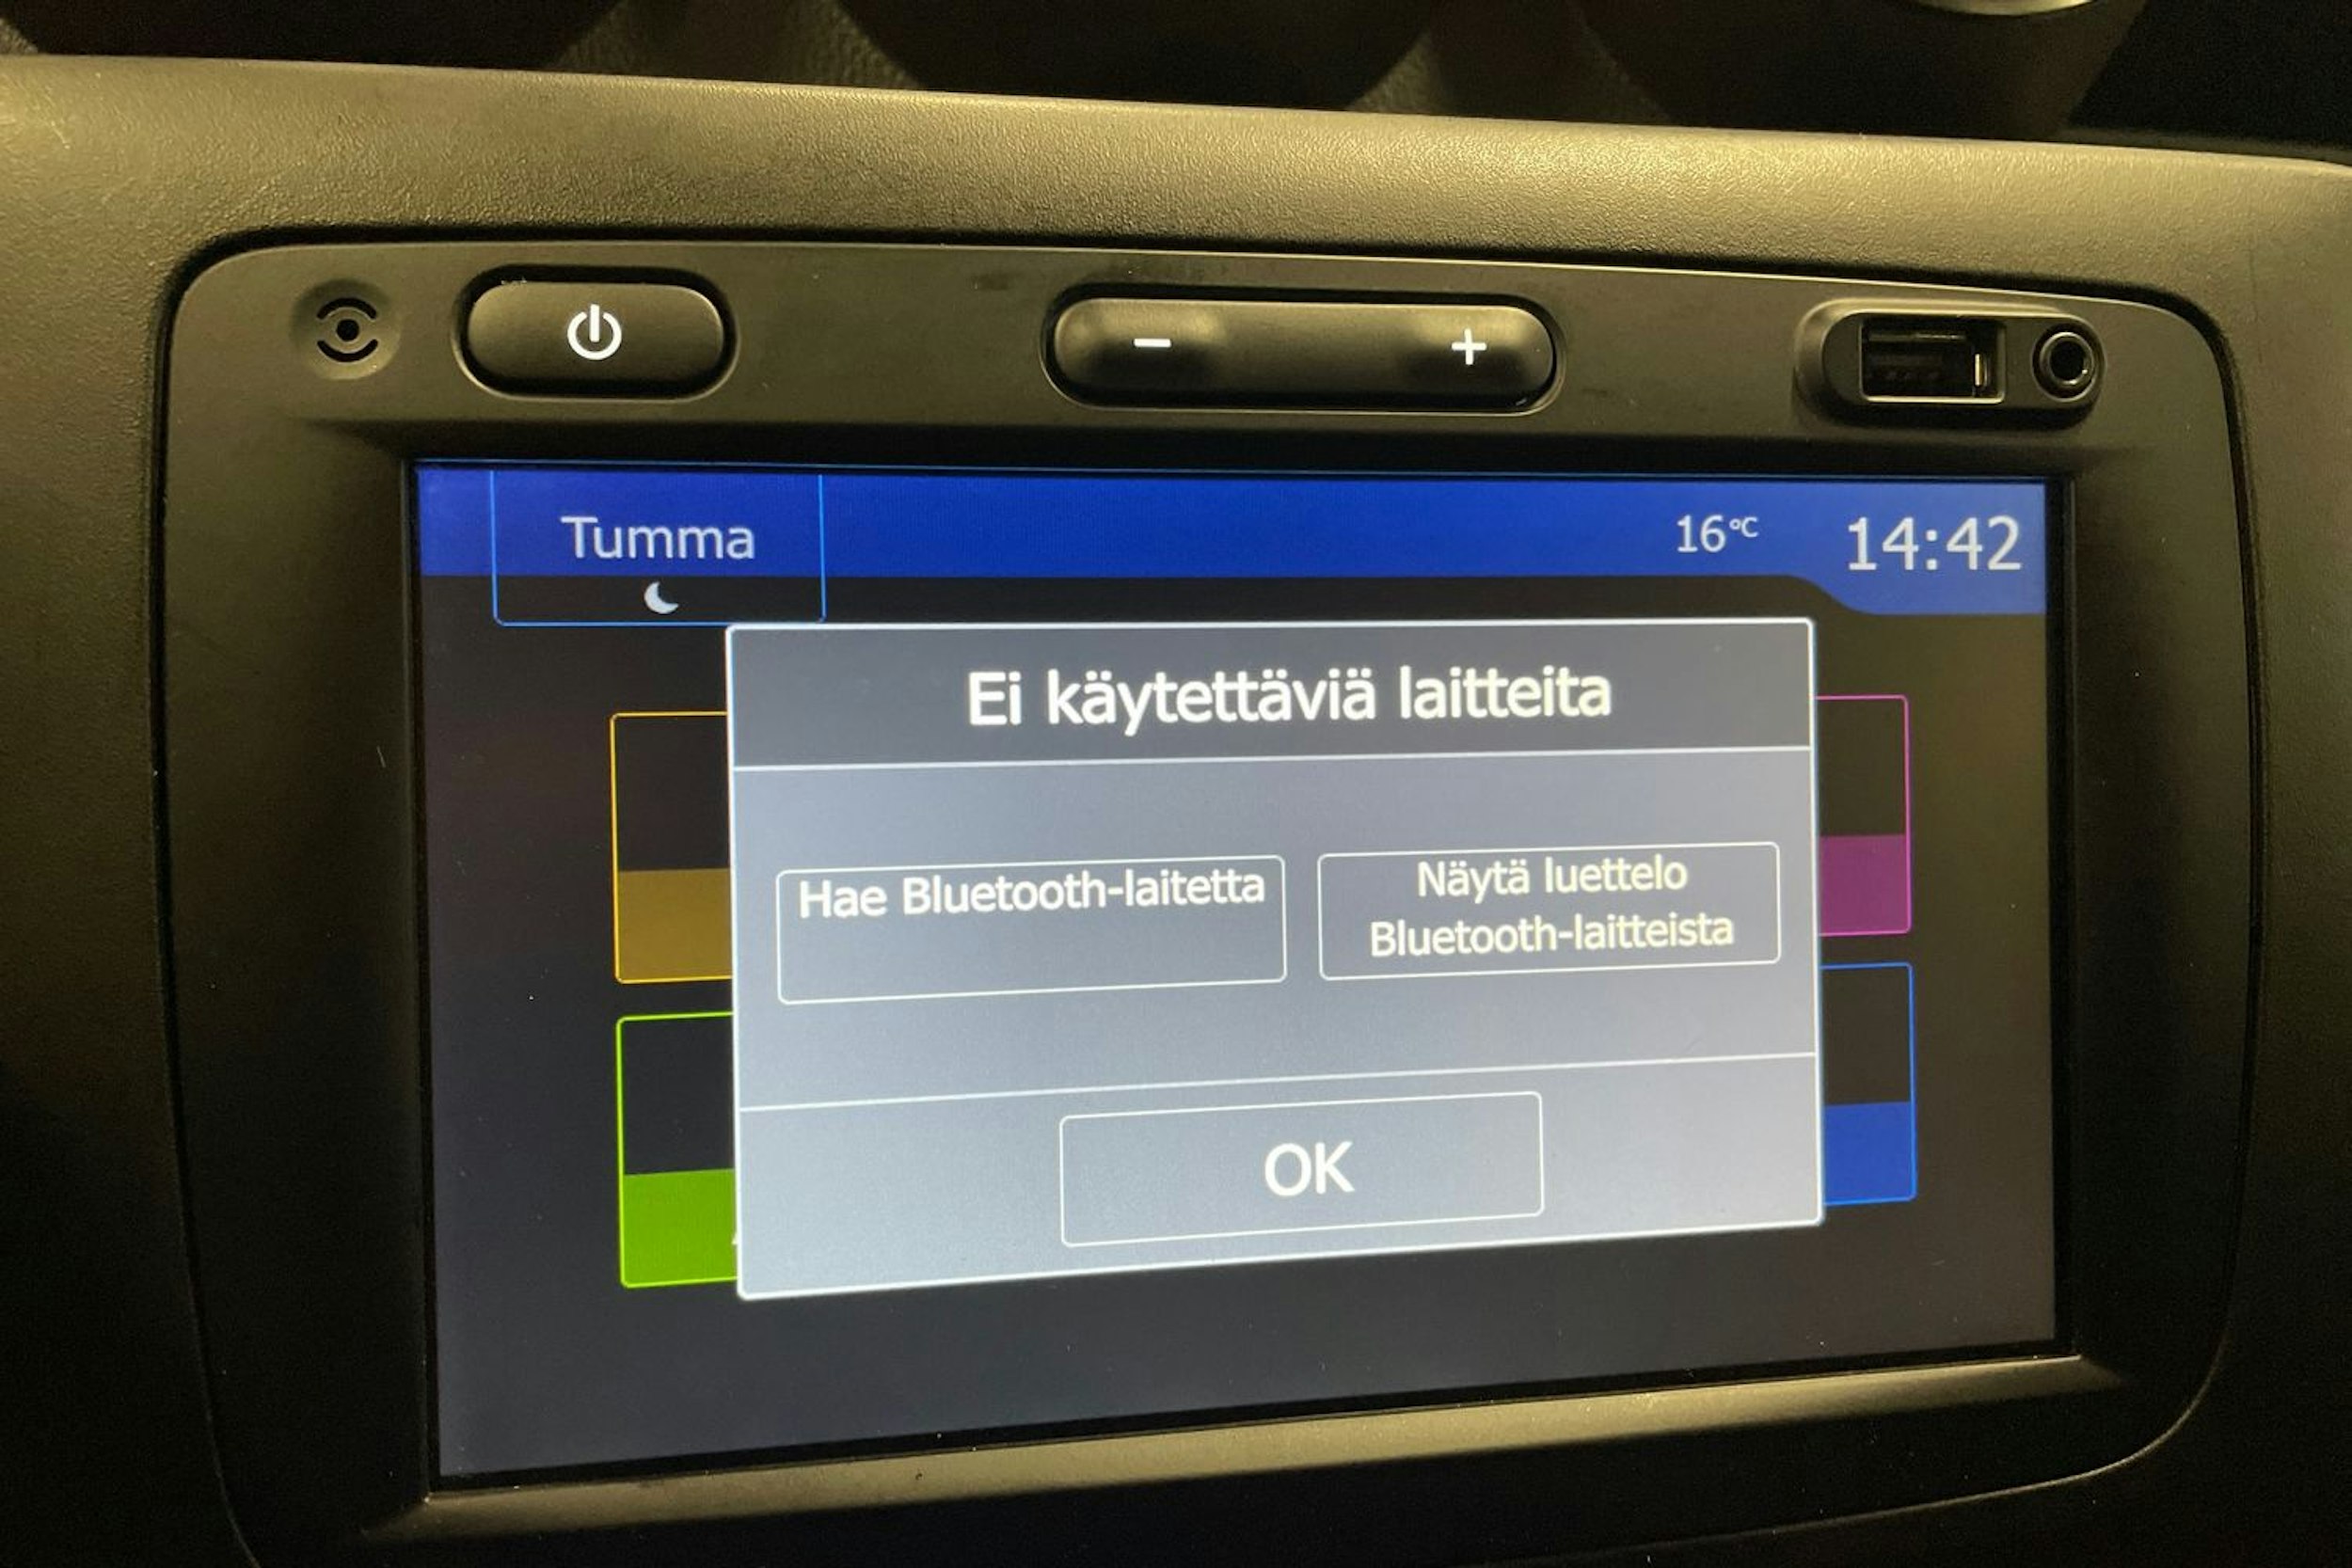 Tumma
16°C
14:42
Ei käytettäviä laitteita
Hae Bluetooth-laitetta
Näytä luettelo
Bluetooth-laitteista
OK